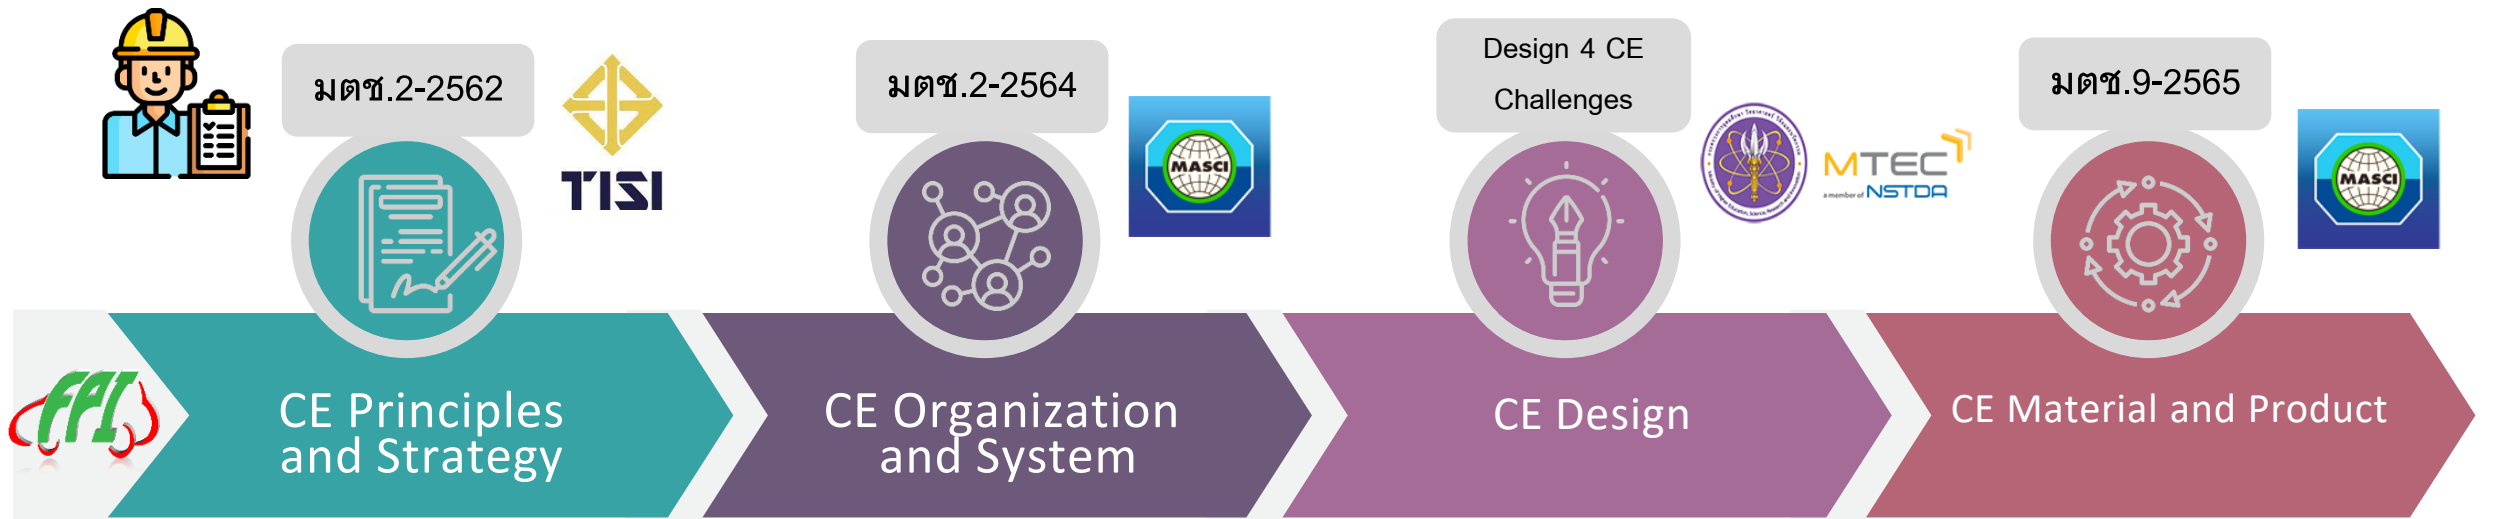 มตช.2-2562
TISI
มตช.2-2564
MASCI
Design 4 CE
Challenges
MTEC
a member of NSTDA
มตช.9-2565
MASCI
FAI
CE Principles
and Strategy
CE Organization
and System
CE Design
CE Material and Product